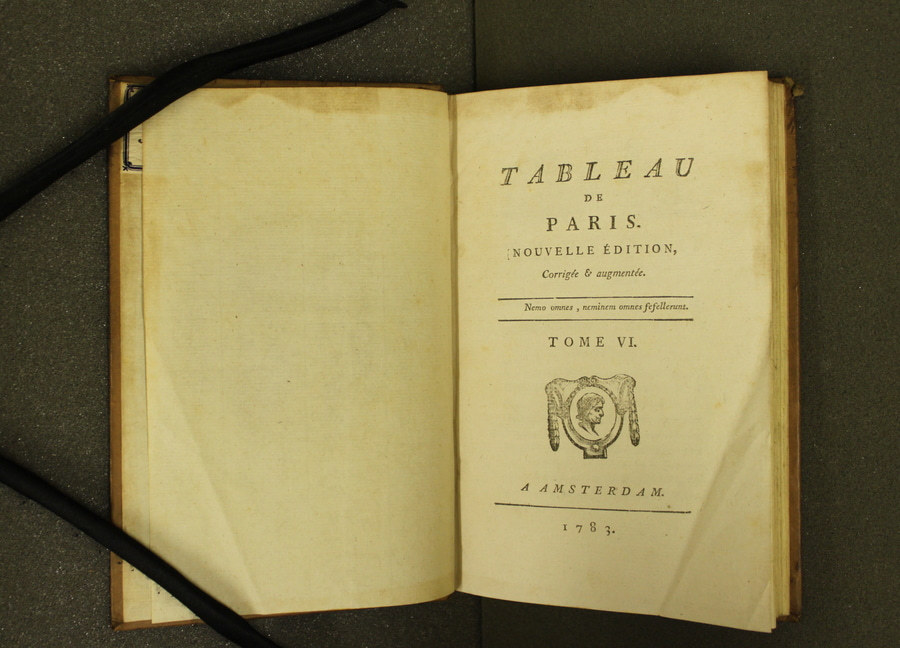 TABLEAU
DE
PARIS.
NOUVELLE ÉDITION,
Corrigée & augmentée.
Nemo omnes, neminem omnes fefellerunt.
TOME VI.
A AMSTERDAM.
1783.